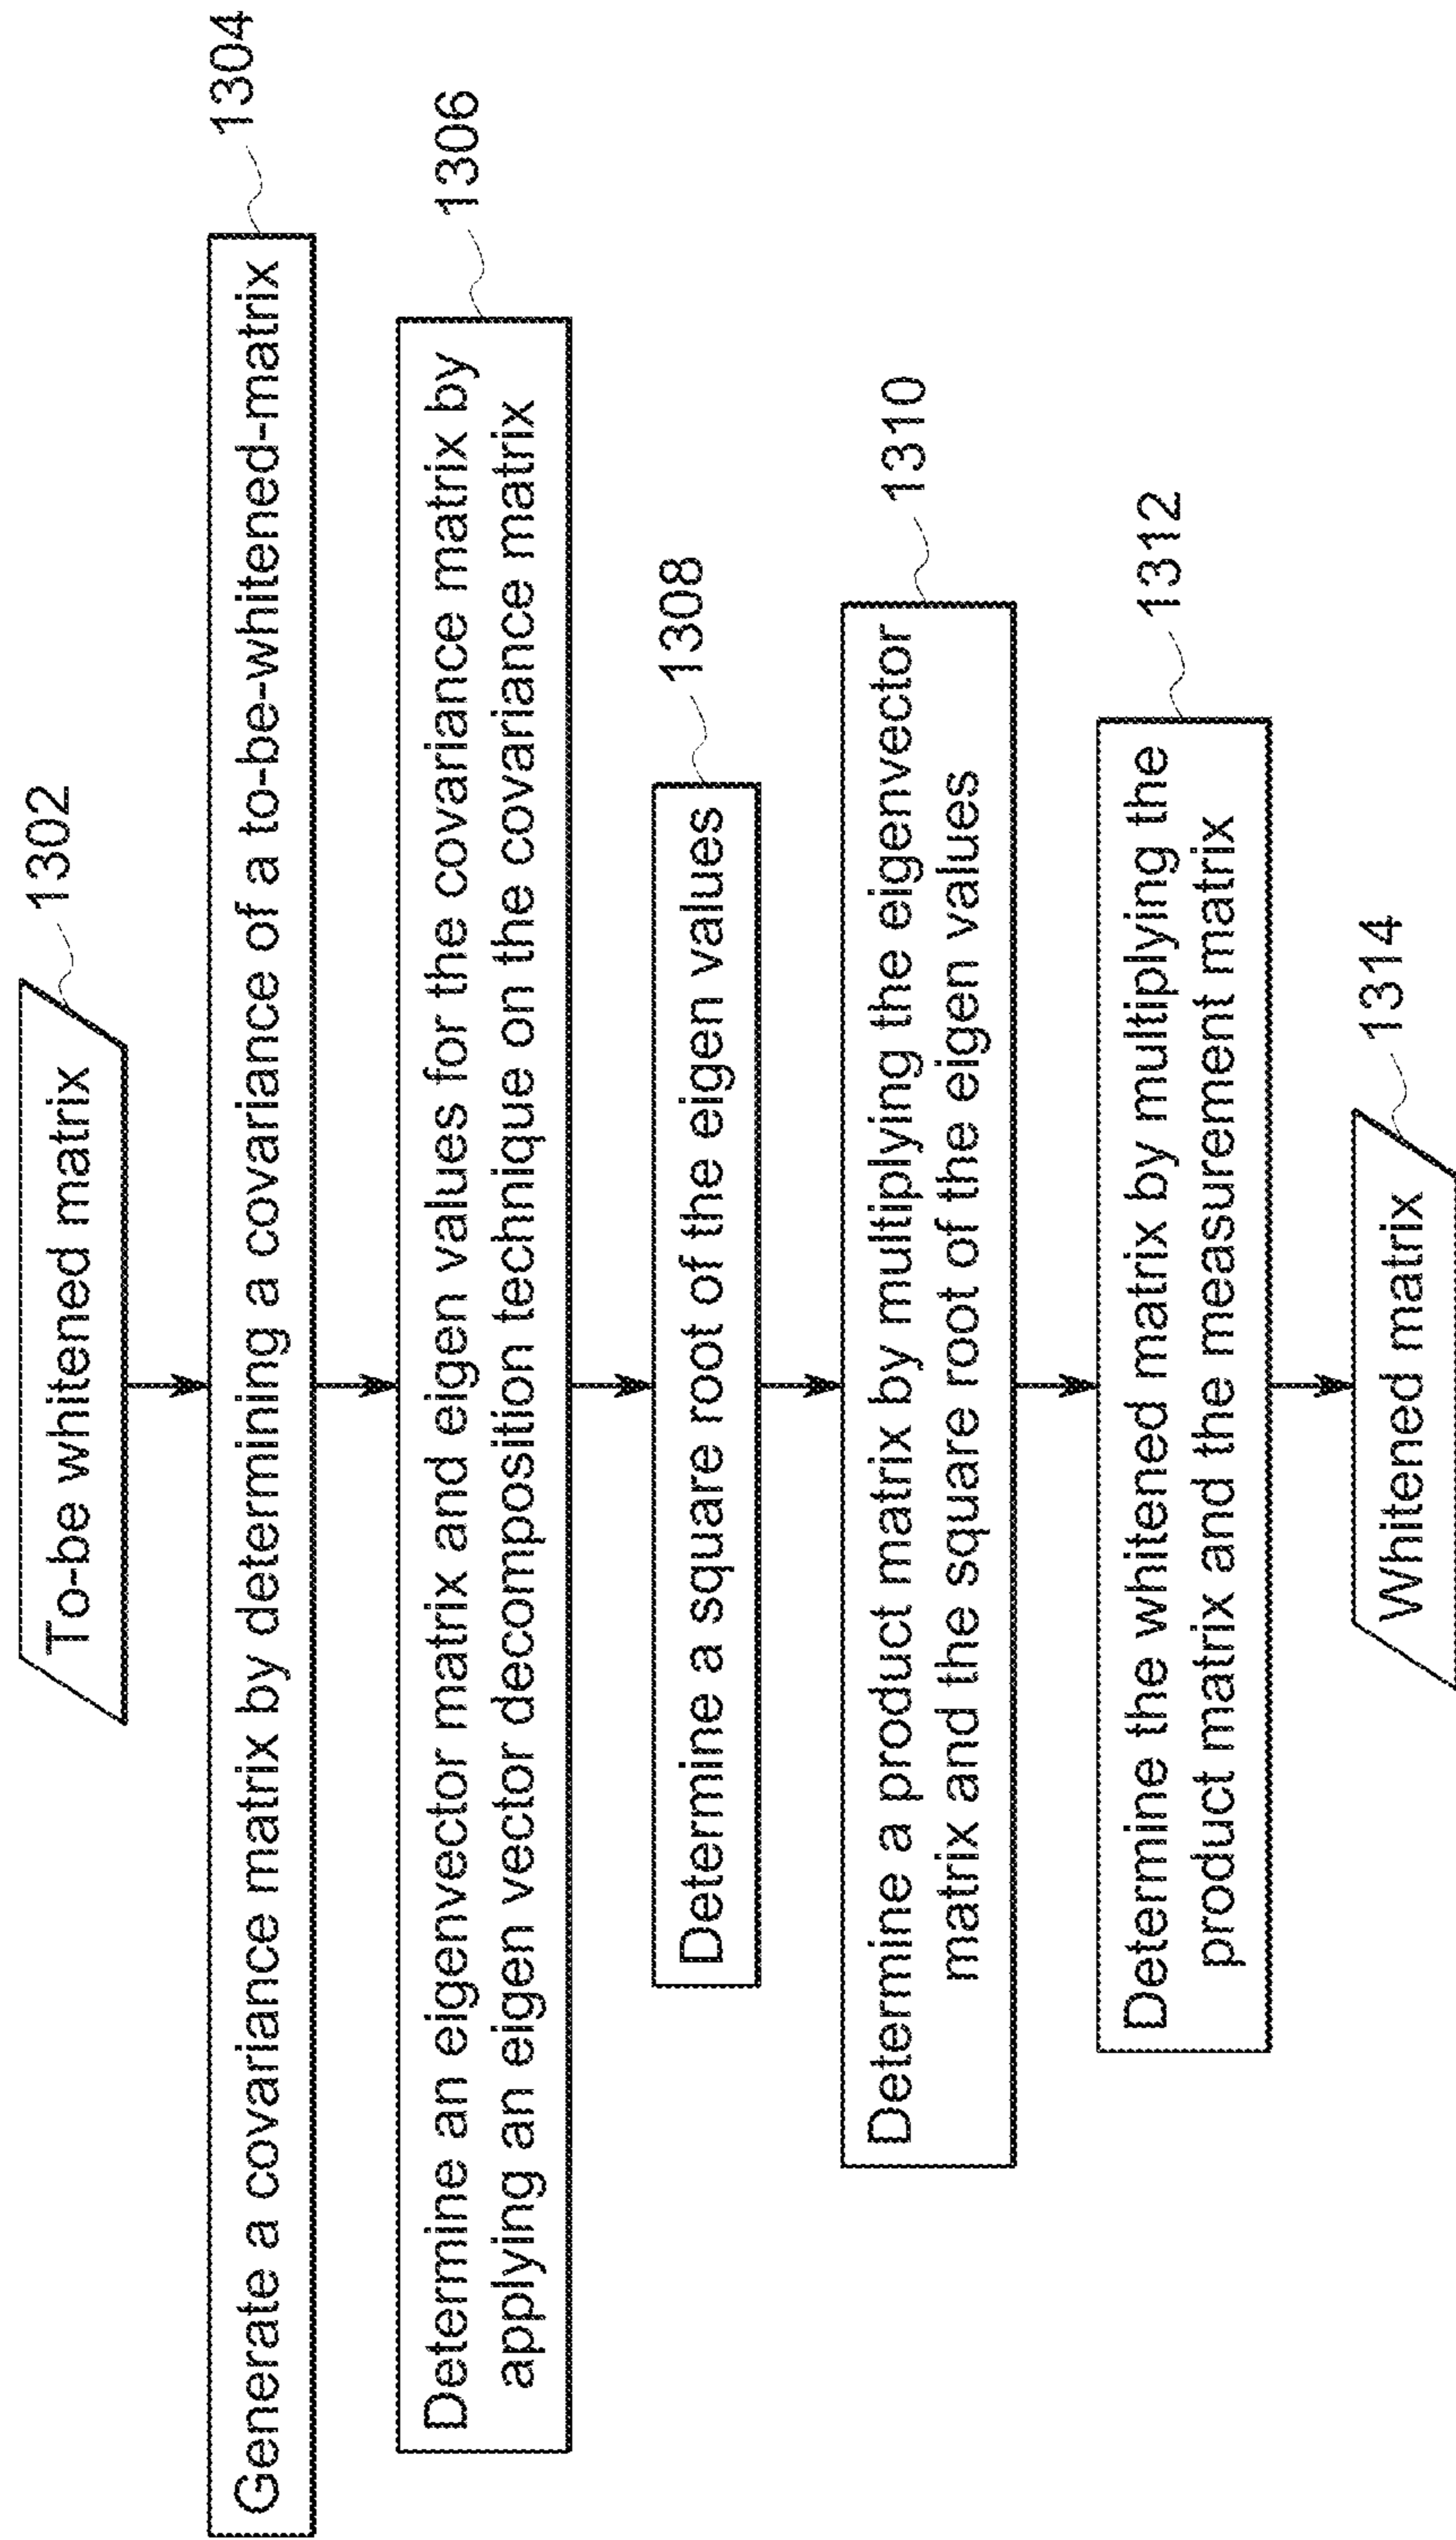 To-be whitened matrix
1302
Generate a covariance matrix by determining a covariance of a to-be-whitened-matrix
1304
Determine an eigenvector matrix and eigen values for the covariance matrix by
applying an eigen vector decomposition technique on the covariance matrix
1306
Determine a square root of the eigen values
1308
Determine a product matrix by multiplying the eigenvector
matrix and the square root of the eigen values
1310
Determine the whitened matrix by multiplying the
product matrix and the measurement matrix
1312
Whitened matrix
1314